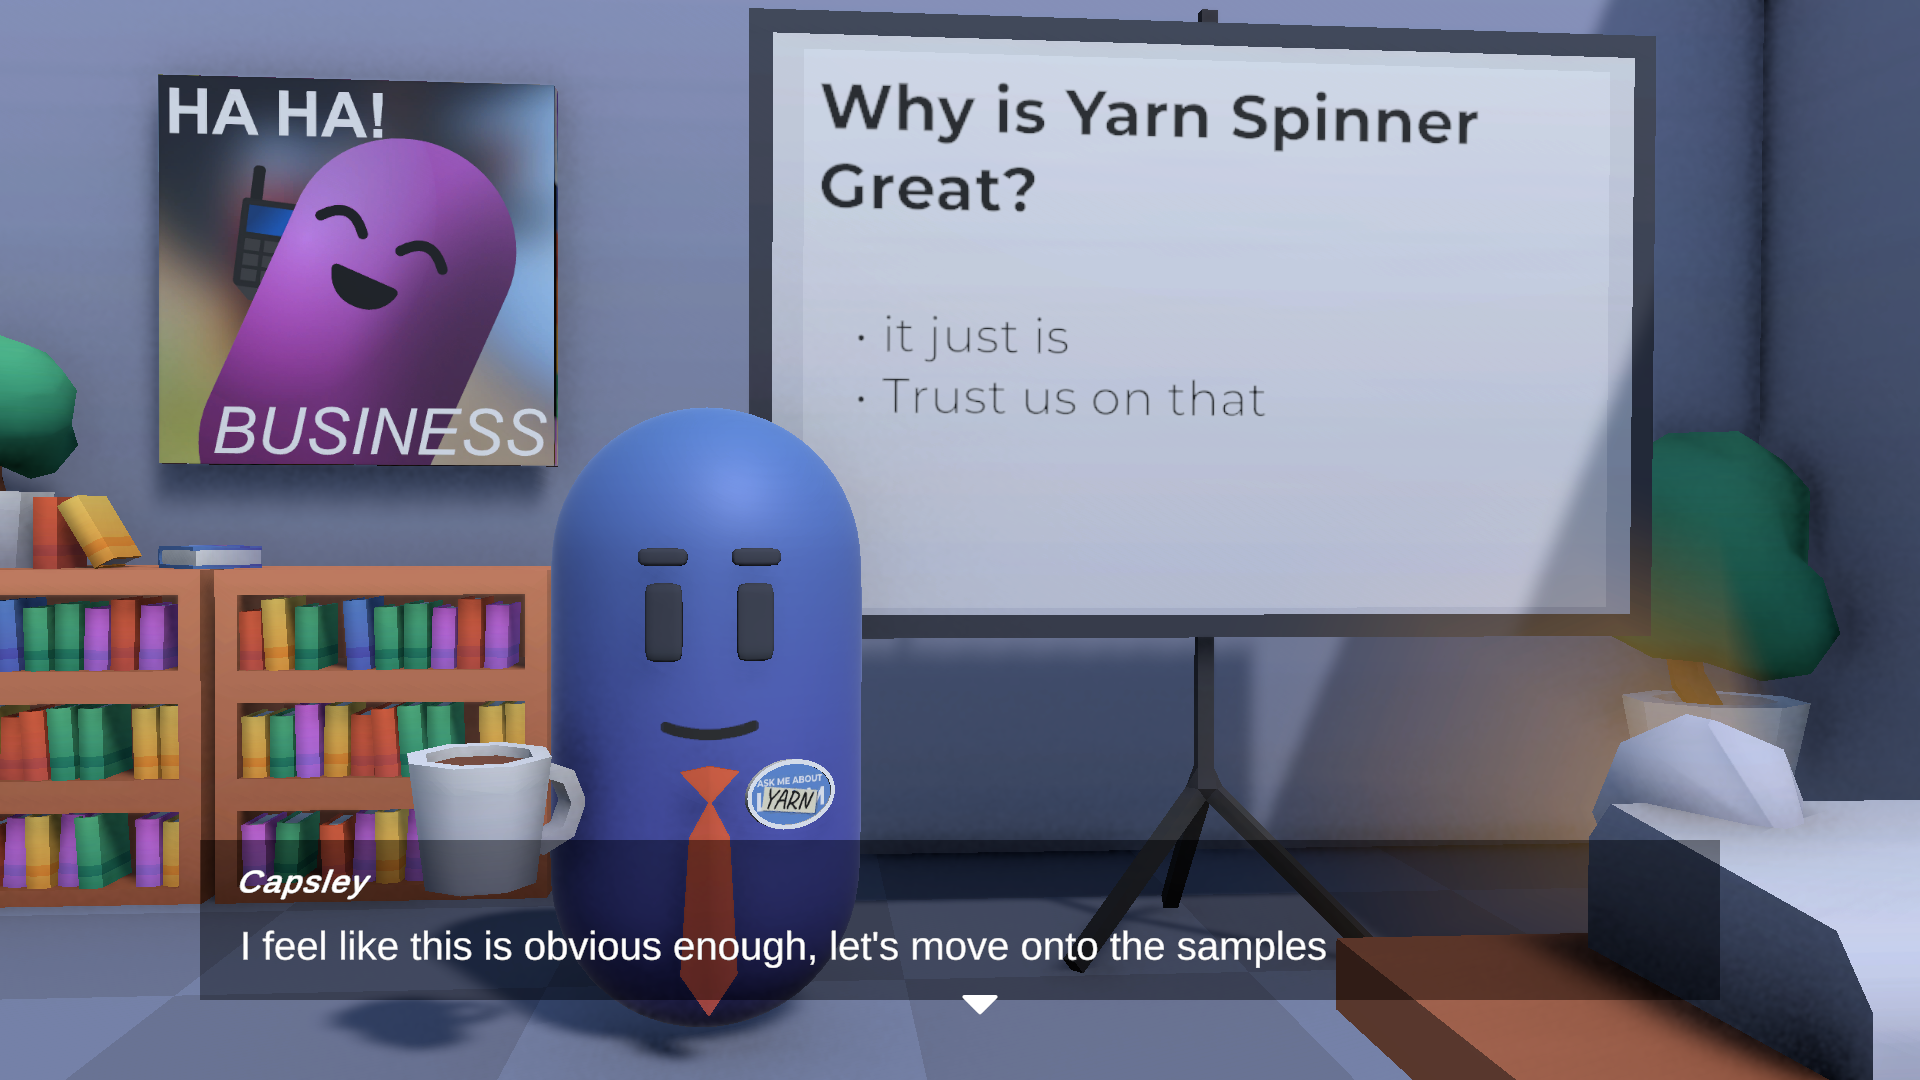 HA HA!
BUSINESS
Why is Yarn Spinner
Great?
• it just is
• Trust us on that
ASK ME ABOUT
YARN
Capsley
I feel like this is obvious enough, let's move onto the samples